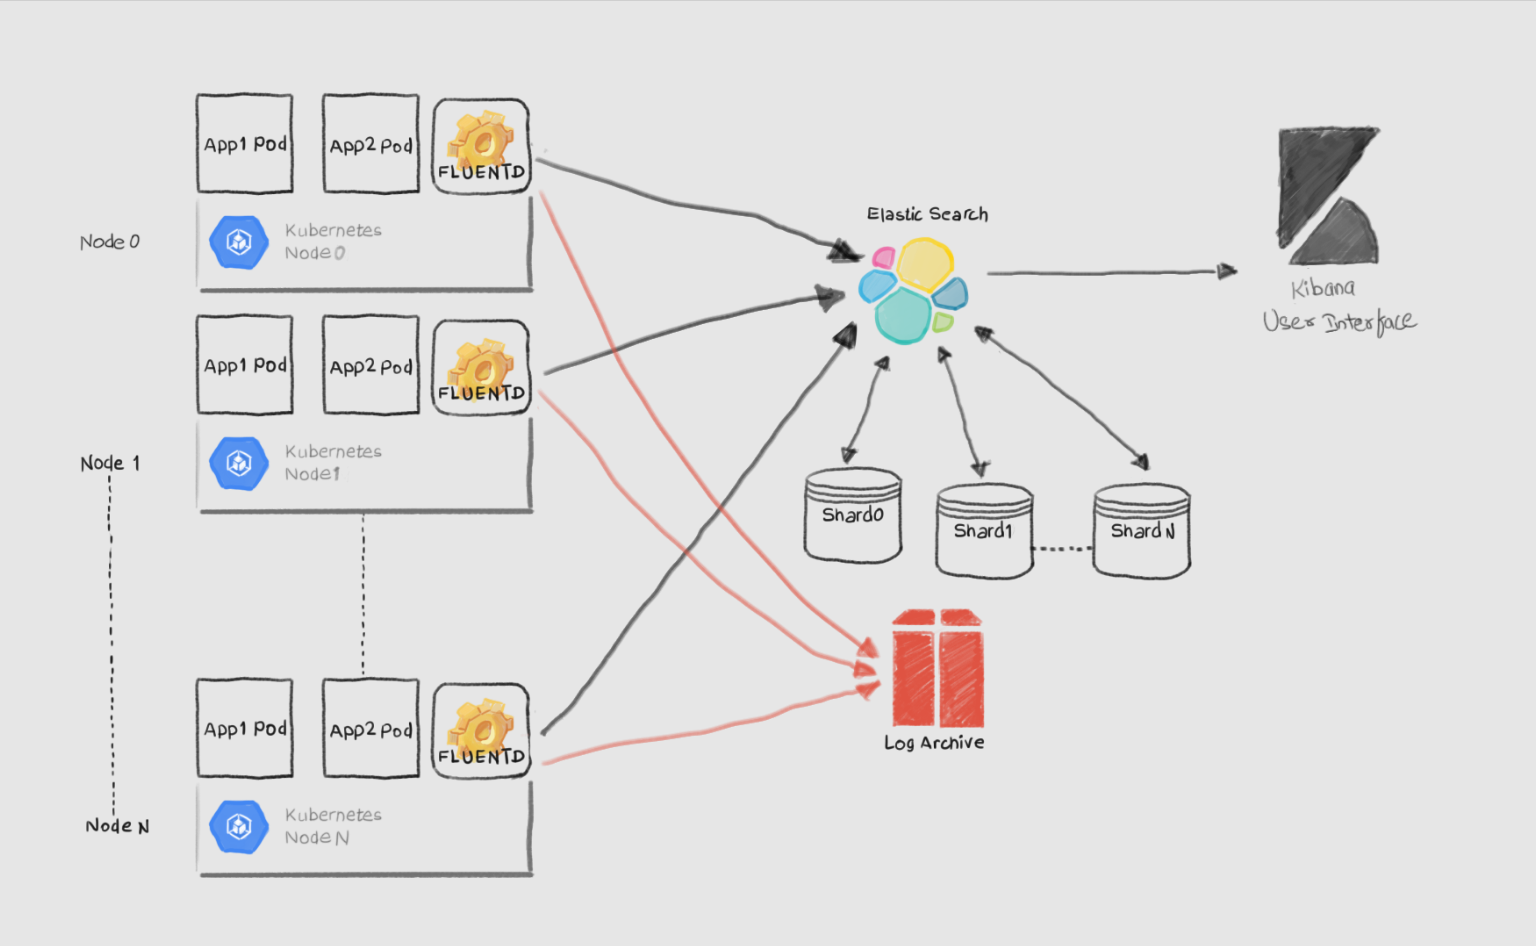 App1 Pod
App2 Pod
FLUENTD
Node 0
Kubernetes
Node 0
Elastic Search
Kibana
User Interface
App1 Pod
App2 Pod
FLUENTD
Node 1
Kubernetes
Node1
Shard0
Shard1
Shard N
App1 Pod
App2 Pod
FLUENTD
Log Archive
Node N
Kubernetes
Node N